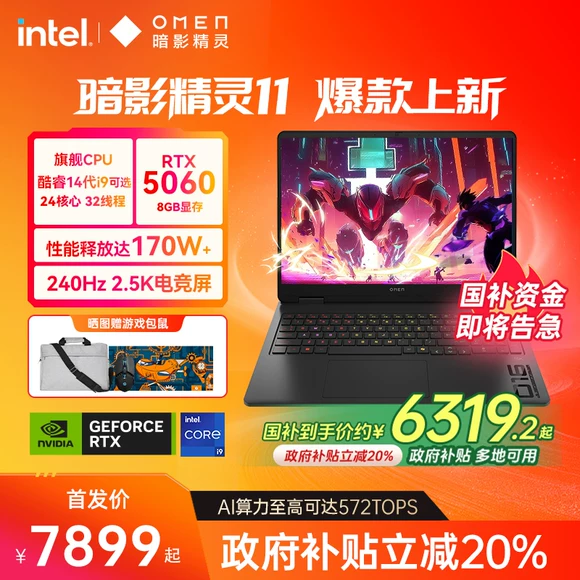 intel
OMEN
暗影精灵
暗影精灵11 爆款上新
旗舰CPU
酷睿14代i9可选
24核心 32线程
RTX
5060
8GB显存
性能释放达170W+
240Hz 2.5K电竞屏
晒图赠游戏包鼠
OMEN
国补资金
即将告急
国补到手价约¥6319.2起
政府补贴立减20%
政府补贴 多地可用
NVIDIA
GEFORCE
RTX
intel
CORE
i9
首发价
¥7899起
AI算力至高可达572TOPS
政府补贴立减20%